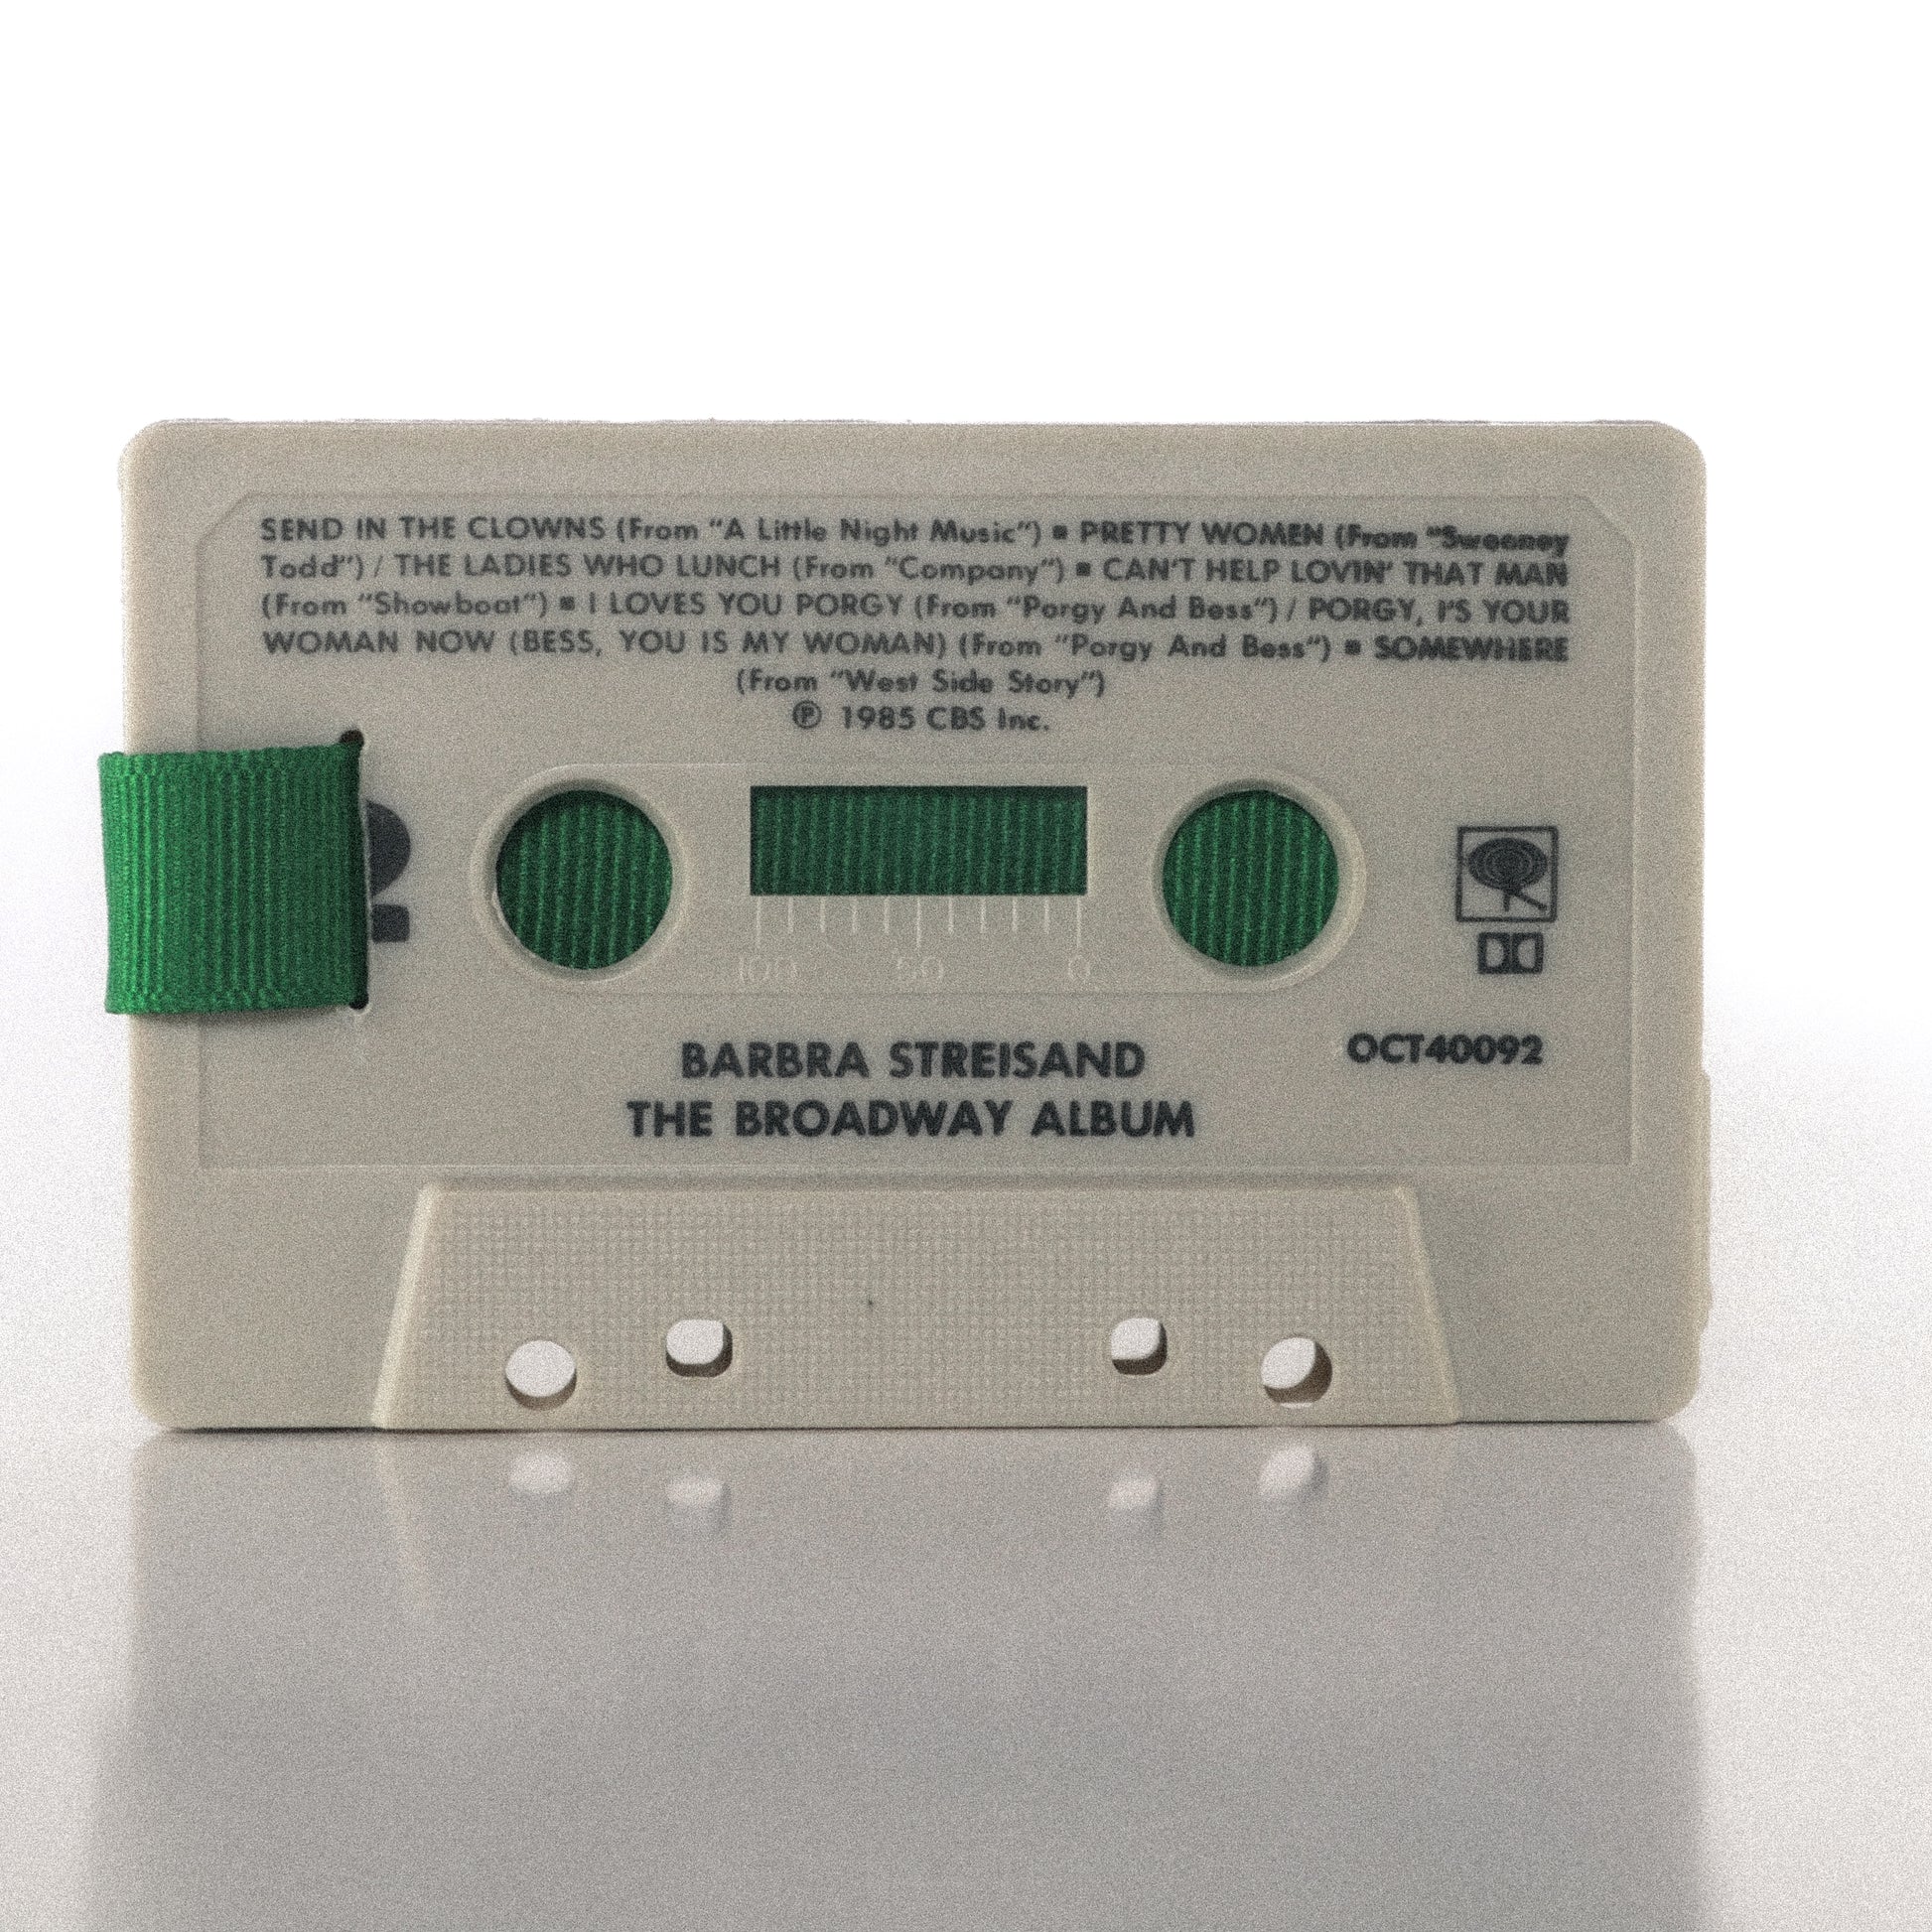 SEND IN THE CLOWNS (From "A Little Night Music") ▪ PRETTY WOMEN (From "Sweeney
Todd") / THE LADIES WHO LUNCH (From "Company") ▪ CAN'T HELP LOVIN' THAT MAN
(From "Showboat") ▪ I LOVES YOU PORGY (From "Porgy And Bess") / PORGY, I'S YOUR
WOMAN NOW (BESS, YOU IS MY WOMAN) (From "Porgy And Bess") ▪ SOMEWHERE
(From "West Side Story")
Ⓟ 1985 CBS Inc.
100 50 0
BARBRA STREISAND
OCT40092
THE BROADWAY ALBUM